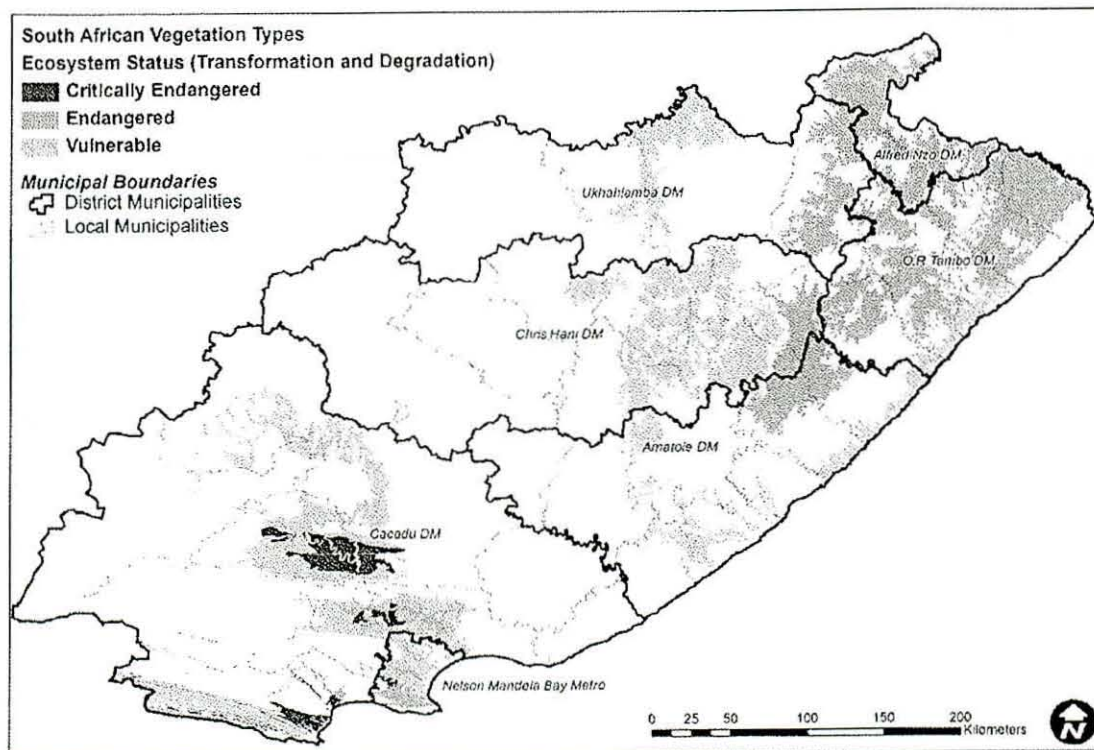 South African Vegetation Types
Ecosystem Status (Transformation and Degradation)
Critically Endangered
Endangered
Vulnerable
Municipal Boundaries
District Municipalities
Local Municipalities
Alfred Nzo DM
Ukhahlamba DM
O.R Tambo DM
Chris Hani DM
Amatole DM
Cacadu DM
Nelson Mandela Bay Metro
0 25 50 100 150 200
Kilometers
N